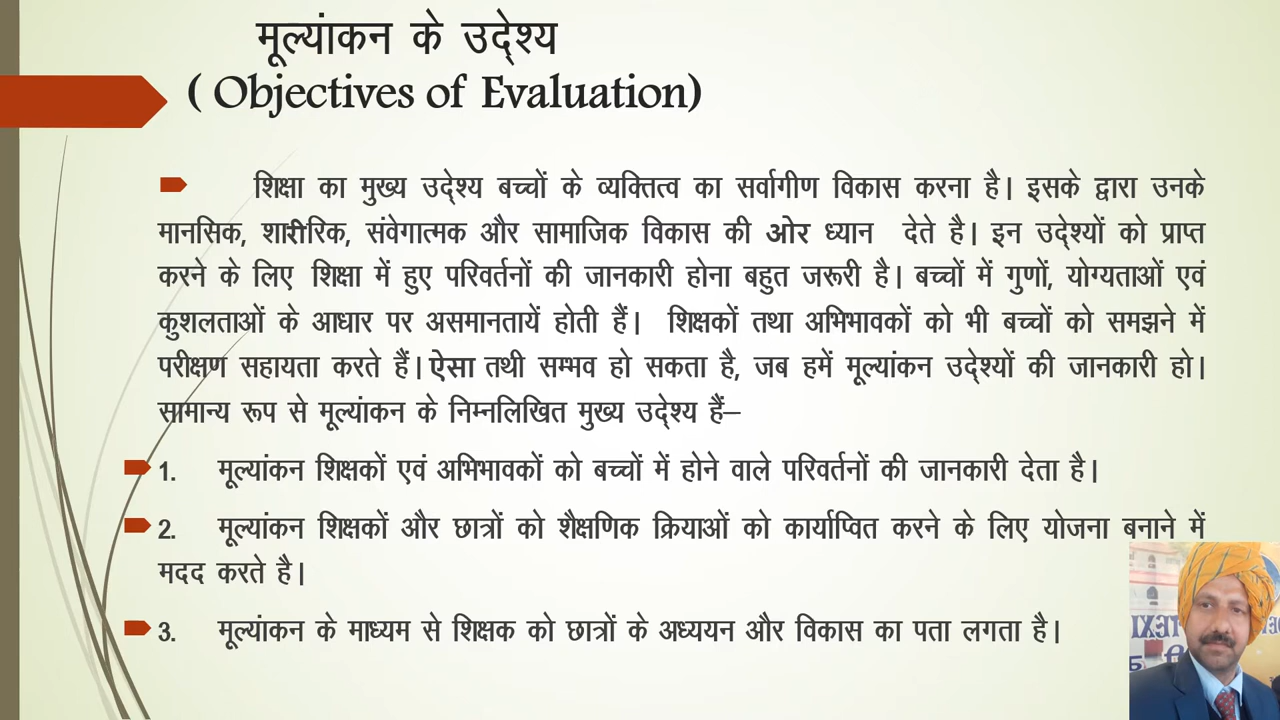 मूल्यांकन के उद्देश्य
( Objectives of Evaluation)
शिक्षा का मुख्य उद्देश्य बच्चों के व्यक्तित्व का सर्वागीण विकास करना है। इसके द्वारा उनके
मानसिक, शारीरिक, संवेगात्मक और सामाजिक विकास की ओर ध्यान देते है। इन उद्देश्यों को प्राप्त
करने के लिए शिक्षा में हुए परिवर्तनों की जानकारी होना बहुत जरूरी है। बच्चों में गुणों, योग्यताओं एवं
कुशलताओं के आधार पर असमानतायें होती हैं। शिक्षकों तथा अभिभावकों को भी बच्चों को समझने में
परीक्षण सहायता करते हैं। ऐसा तथी सम्भव हो सकता है, जब हमें मूल्यांकन उद्देश्यों की जानकारी हो।
सामान्य रूप से मूल्यांकन के निम्नलिखित मुख्य उद्देश्य हैं–
1. मूल्यांकन शिक्षकों एवं अभिभावकों को बच्चों में होने वाले परिवर्तनों की जानकारी देता है।
2. मूल्यांकन शिक्षकों और छात्रों को शैक्षणिक क्रियाओं को कार्याप्वित करने के लिए योजना बनाने में
मदद करते है।
3. मूल्यांकन के माध्यम से शिक्षक को छात्रों के अध्ययन और विकास का पता लगता है।